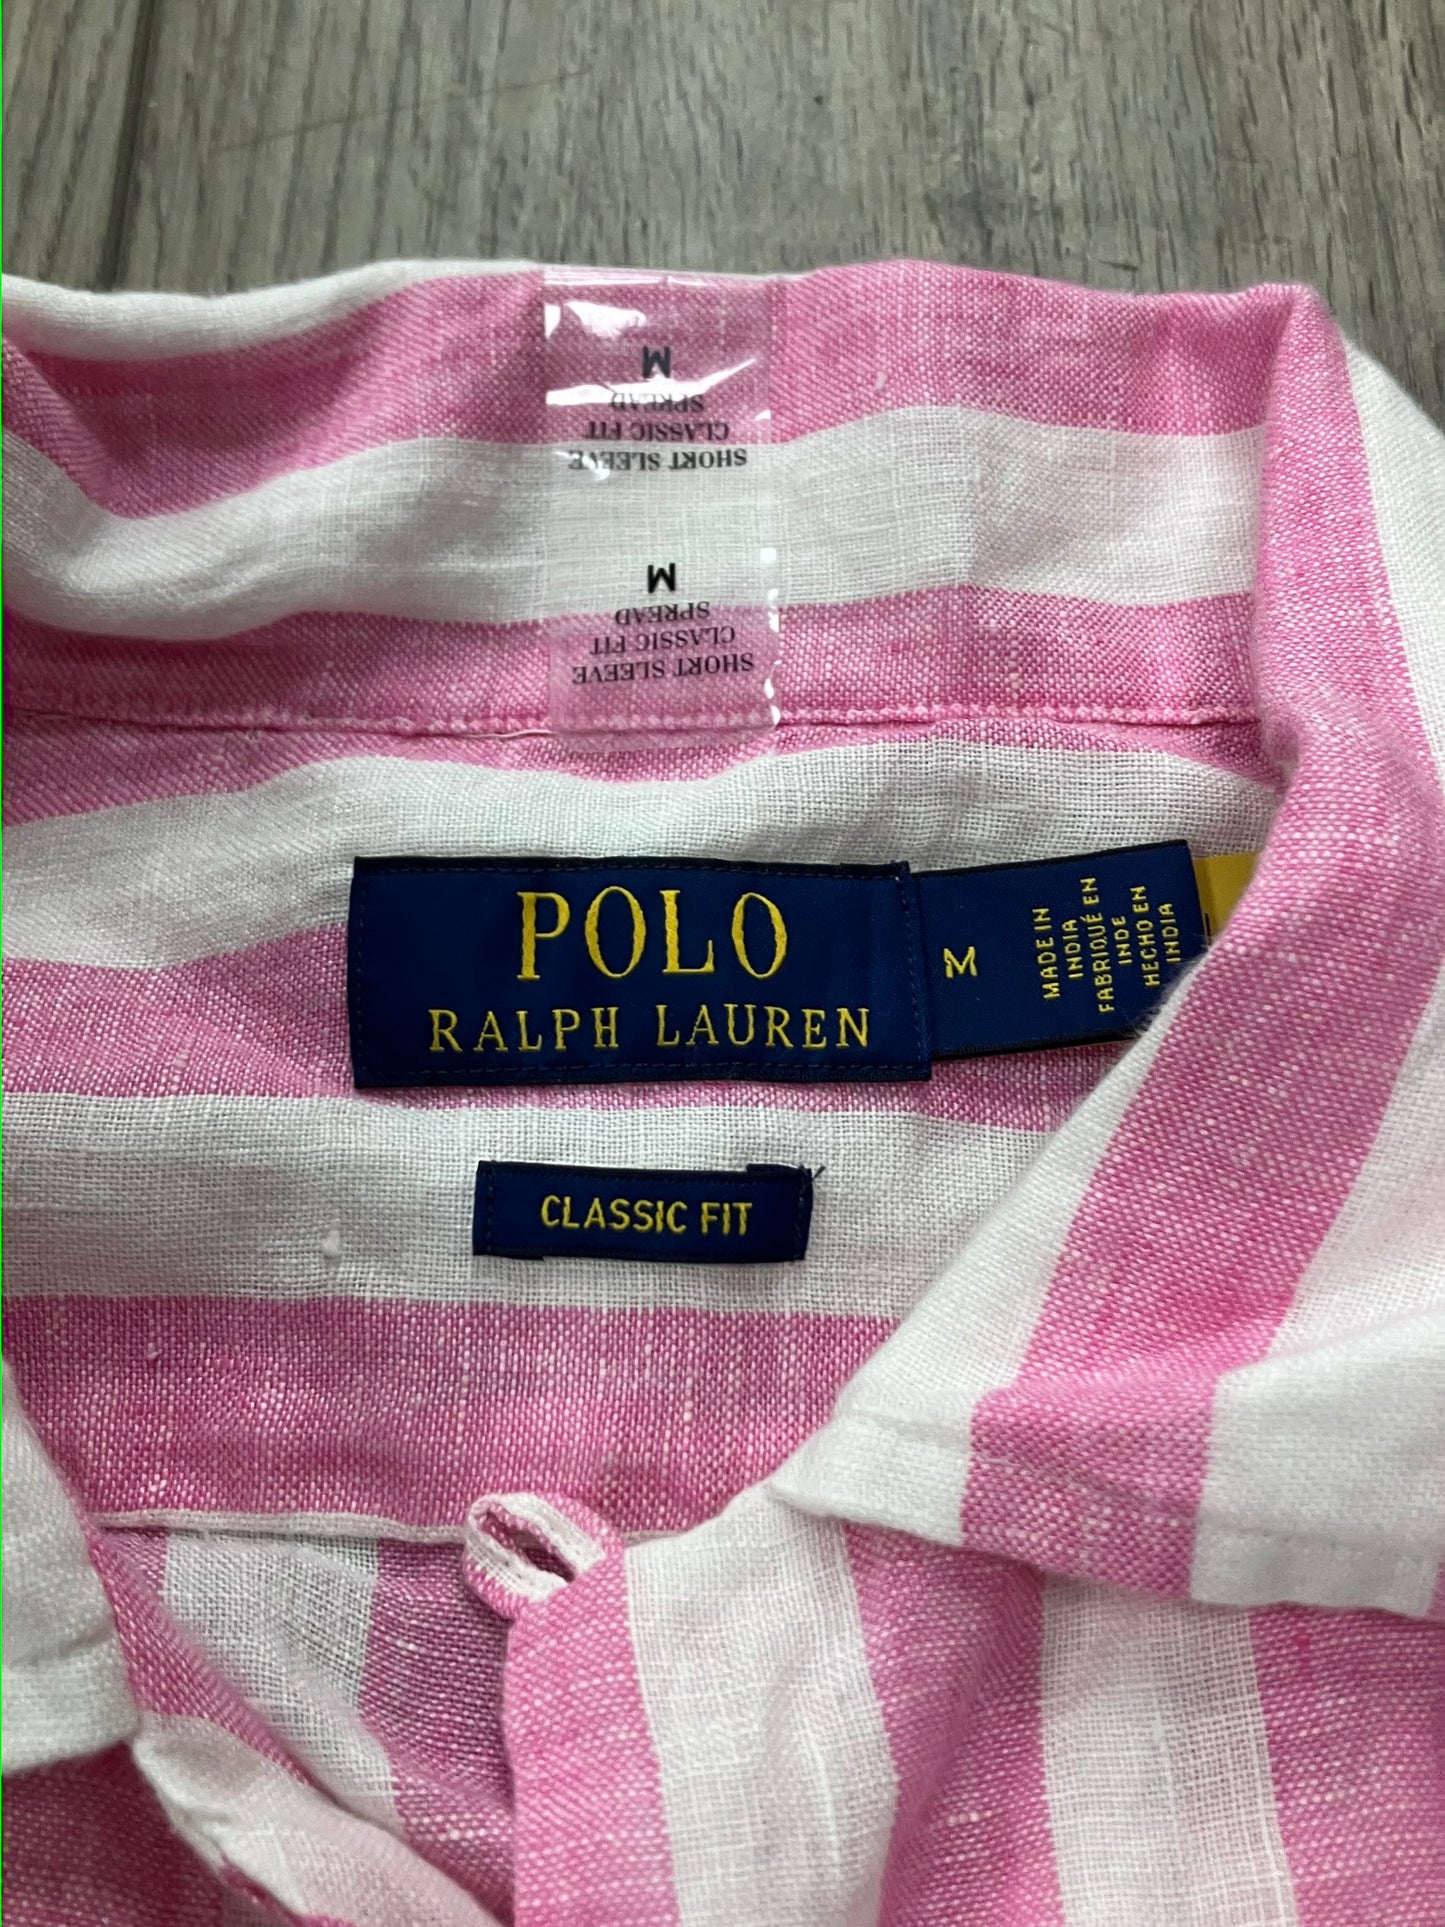 M
SPREAD
CLASSIC FIT
SHORT SLEEVE
M
SPREAD
CLASSIC FIT
SHORT SLEEVE
POLO
RALPH LAUREN
M
MADE IN
INDIA
FABRIQUÉ EN
INDE
HECHO EN
INDIA
CLASSIC FIT